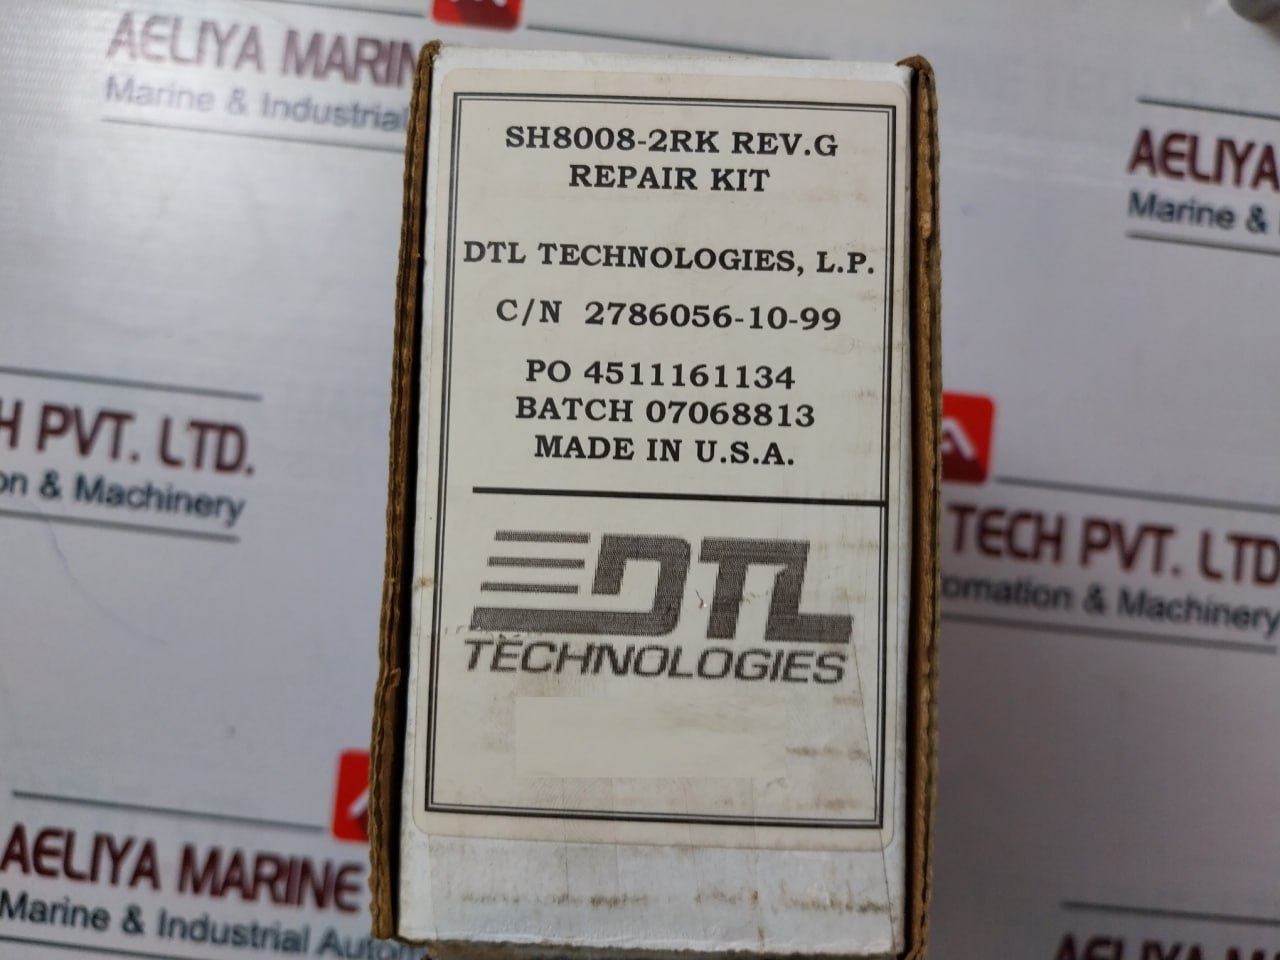 AELIYA MARIN
Marine & Industrial
AELIYA
Marine &
SH8008-2RK REV.G
REPAIR KIT
DTL TECHNOLOGIES, L.P.
C/N 2786056-10-99
PO 4511161134
BATCH 07068813
MADE IN U.S.A.
DTL
TECHNOLOGIES
H PVT. LTD.
on & Machinery
TECH PVT. LTD
omation & Machinery
AELIYA MARINE
Marine & Industrial Autom
AELIYA MARINE